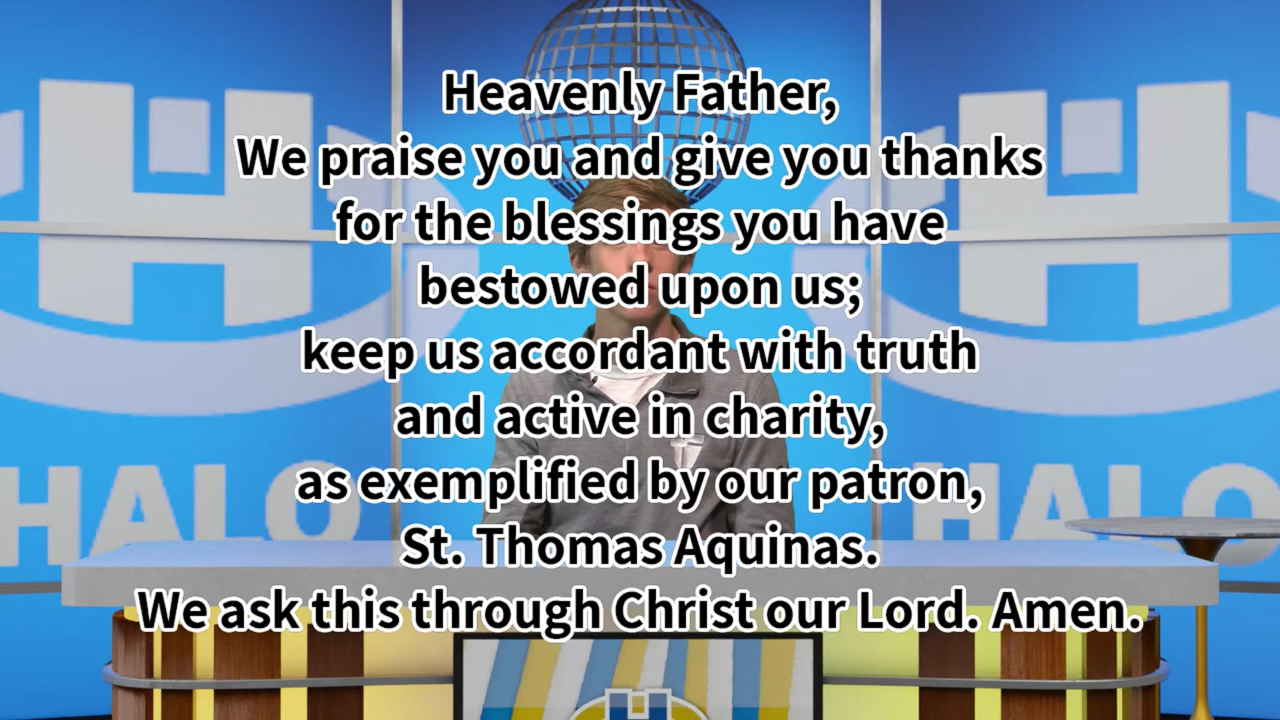 Heavenly Father,
We praise you and give you thanks
for the blessings you have
bestowed upon us;
keep us accordant with truth
and active in charity,
as exemplified by our patron,
St. Thomas Aquinas.
We ask this through Christ our Lord. Amen.
H
H
HALO
HALO
H